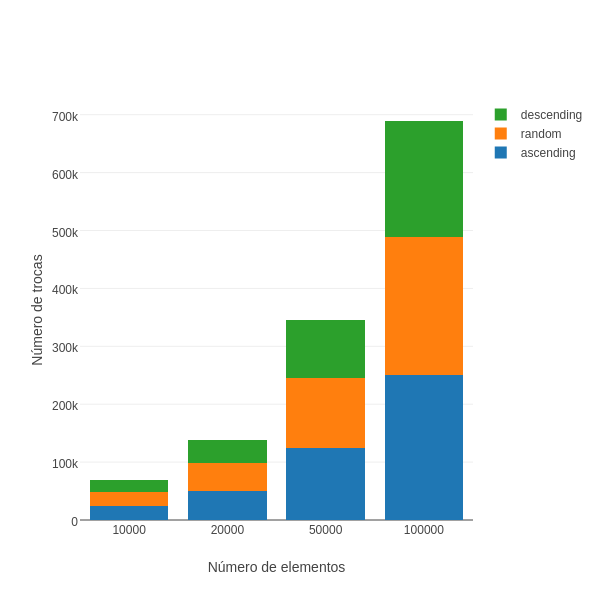 700k
600k
500k
400k
300k
200k
100k
0
Número de trocas
10000
20000
50000
100000
Número de elementos
descending
random
ascending